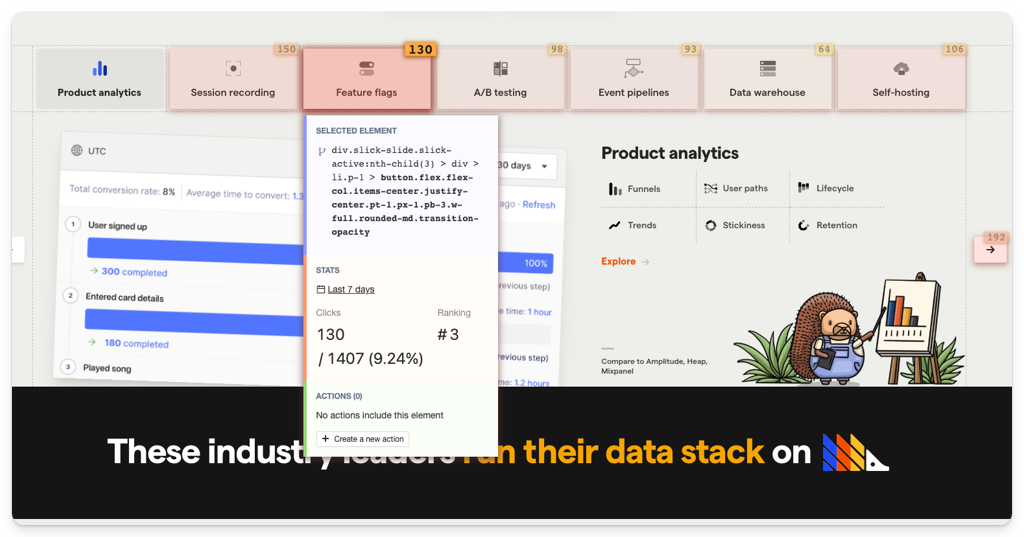 150
130
98
93
64
106
Product analytics
Session recording
Feature flags
A/B testing
Event pipelines
Data warehouse
Self-hosting
UTC
30 days
Total conversion rate: 8%
Average time to convert: 1.3
ago · Refresh
1
User signed up
100%
→ 300 completed
2
Entered card details
→ 180 completed
3
Played song
SELECTED ELEMENT
div.slick-slide.slick-
active:nth-child(3) > div >
li.p-1 > button.flex.flex-
col.items-center.justify-
center.pt-1.px-1.pb-3.w-
full.rounded-md.transition-
opacity
STATS
Last 7 days
Clicks
Ranking
130
#3
/ 1407 (9.24%)
ACTIONS (0)
No actions include this element
+ Create a new action
previous step)
e time: 1 hour
revious step)
e time: 1.2 hours
Product analytics
Funnels
User paths
Lifecycle
Trends
Stickiness
Retention
Explore →
Compare to Amplitude, Heap,
Mixpanel
192
→
These industry leaders run their data stack on